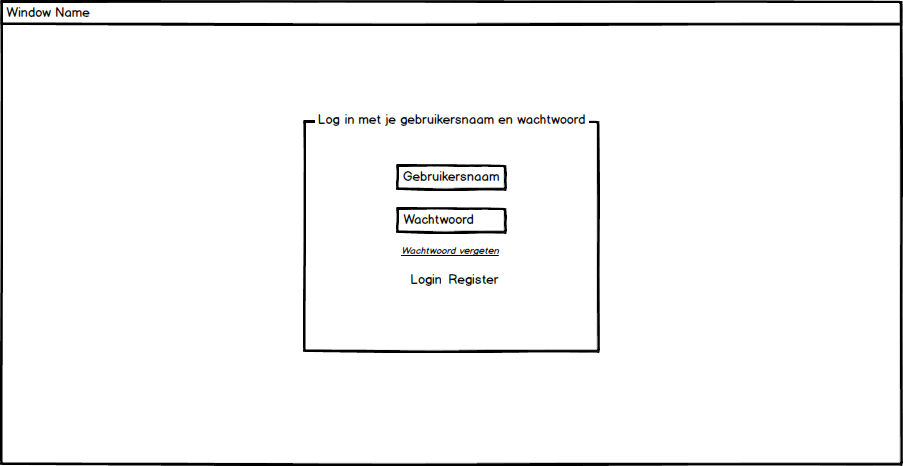 Window Name
Log in met je gebruikersnaam en wachtwoord
Gebruikersnaam
Wachtwoord
Wachtwoord vergeten
Login Register